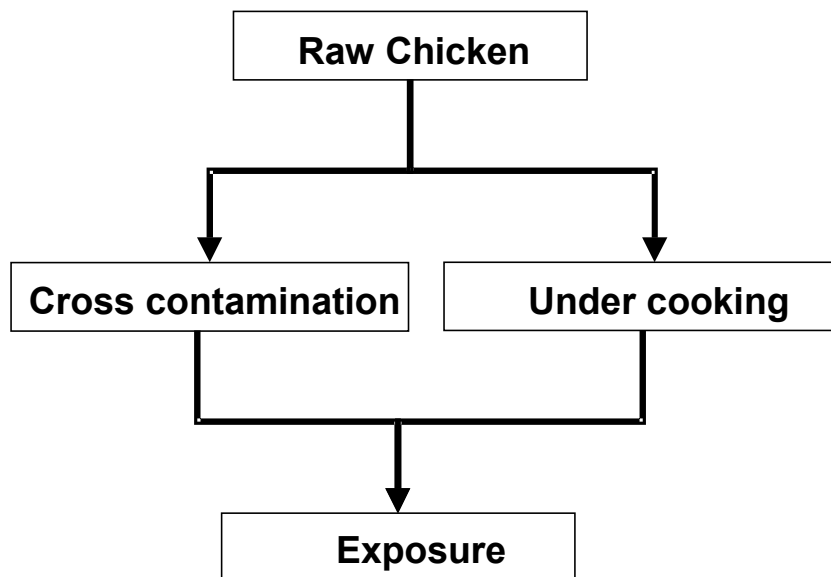 Raw Chicken
Cross contamination
Under cooking
Exposure